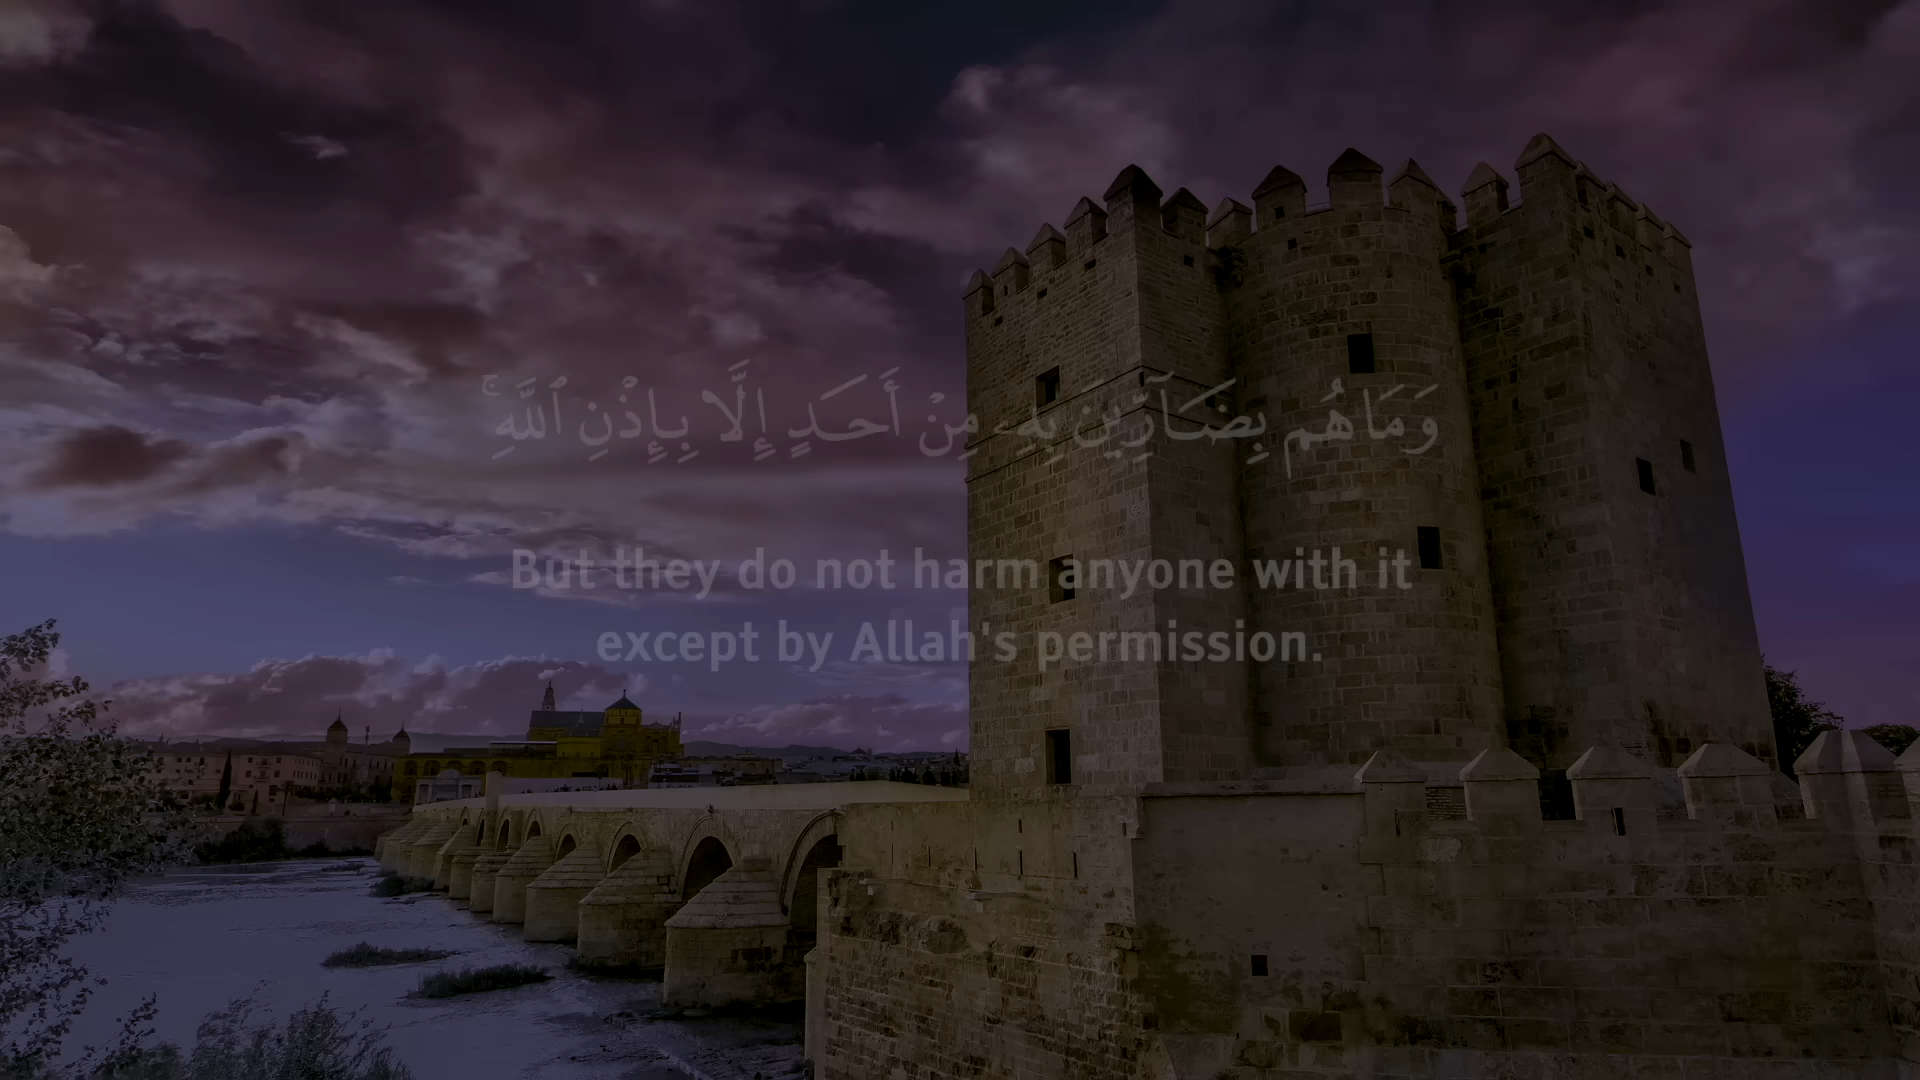 وَمَا هُم بِضَآرِّينَ بِهِۦ مِنْ أَحَدٍ إِلَّا بِإِذْنِ ٱللَّهِ ۚ
But they do not harm anyone with it
except by Allah's permission.